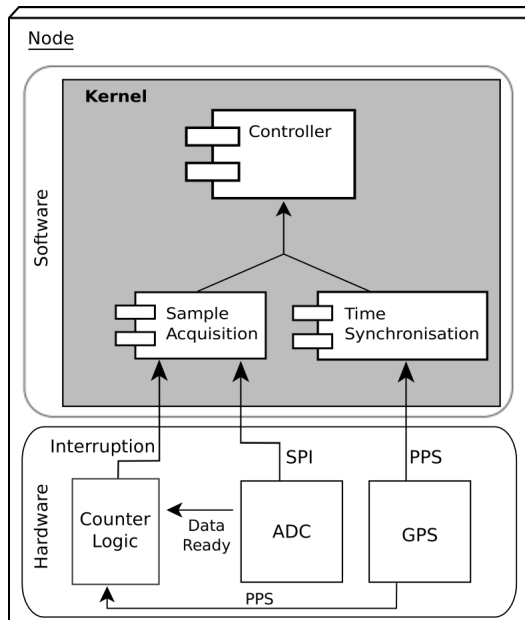 Node
Kernel
Controller
Software
Sample
Acquisition
Time
Synchronisation
Interruption
SPI
PPS
Hardware
Counter
Logic
Data
Ready
ADC
GPS
PPS